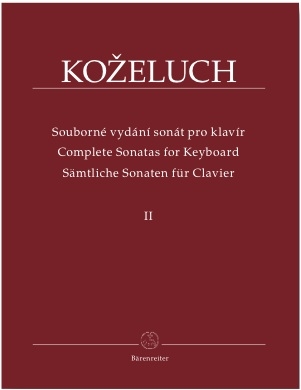 KOŽELUCH
Souborné vydání sonát pro klavír
Complete Sonatas for Keyboard
Sämtliche Sonaten für Clavier
II
Bärenreiter